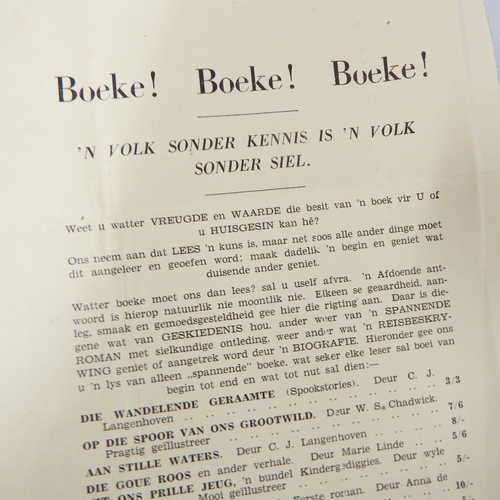 Boeke! Boeke! Boeke!
'N VOLK SONDER KENNIS IS 'N VOLK
SONDER SIEL.
Weet u watter VREUGDE en WAARDE die besit van 'n boek vir U of
u HUISGESIN kan hê?
Ons neem aan dat LEES 'n kuns is, maar net soos alle ander dinge moet
dit aangeleer en geoefen word; maak dadelik 'n begin en geniet wat
duisende ander geniet.
Watter boeke moet ons dan lees? sal u uself afvra. 'n Afdoende ant-
woord is hierop natuurlik nie moontlik nie. Elkeen se geaardheid, aan-
leg, smaak en gemoedsgesteldheid gee hier die rigting aan. Daar is die-
gene wat van GESKIEDENIS hou, ander weer van 'n SPANNENDE
ROMAN met sielkundige ontleding, weer ander wat 'n REISBESKRY-
WING geniet of aangetrek word deur 'n BIOGRAFIE. Hieronder gee ons
u 'n lys van alleen „spannende" boeke, wat seker elke leser sal boei van
begin tot end en wat tot nut sal dien:—
DIE WANDELENDE GERAAMTE (Spookstories). Deur C. J.
Langenhoven .. .. .. .. .. .. .. .. .. 3/3
OP DIE SPOOR VAN ONS GROOTWILD. Deur W. S. Chadwick.
Pragtig geïllustreer .. .. .. .. .. .. .. 7/6
AAN STILLE WATERS. Deur C. J. Langenhoven .. .. .. 8/-
DIE GOUE ROOS en ander verhale. Deur Marie Linde .. .. 5/6
ONS PRILLE JEUG, 'n bundel Kindergediggies. Deur wyle
Mooi geïllustreer .. .. .. .. 5/-
Eerste roman. Deur Anna de
10/-